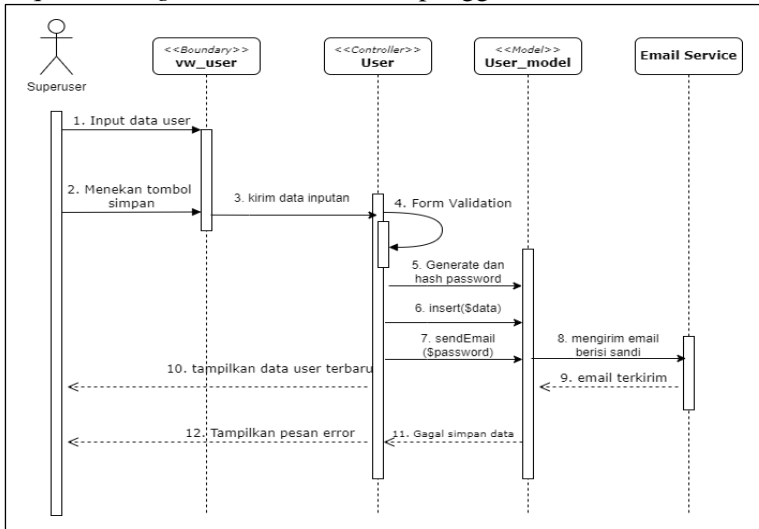 <<Boundary>>
vw_user
<<Controller>>
User
<<Model>>
User_model
Email Service
Superuser
1. Input data user
2. Menekan tombol
simpan
3. kirim data inputan
4. Form Validation
5. Generate dan
hash password
6. insert($data)
7. sendEmail
($password)
8. mengirim email
berisi sandi
9. email terkirim
10. tampilkan data user terbaru
11. Gagal simpan data
12. Tampilkan pesan error